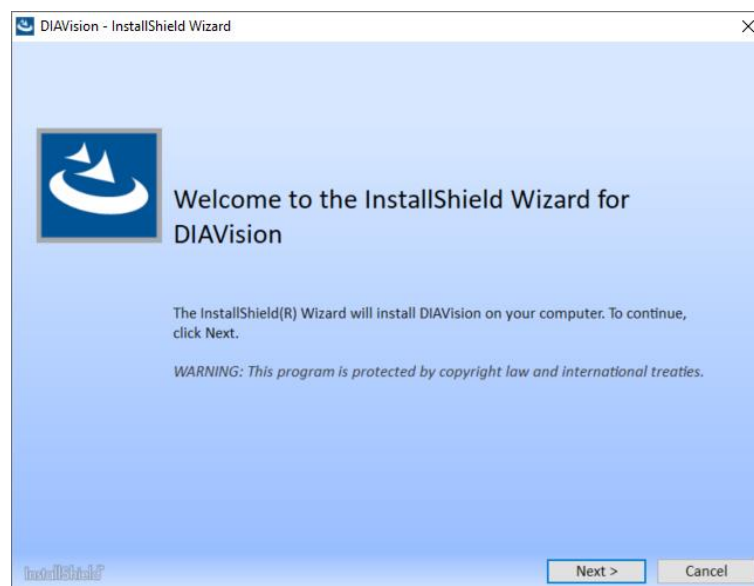 DIAVision - InstallShield Wizard
Welcome to the InstallShield Wizard for
DIAVision
The InstallShield(R) Wizard will install DIAVision on your computer. To continue,
click Next.
WARNING: This program is protected by copyright law and international treaties.
InstallShield
Next >
Cancel